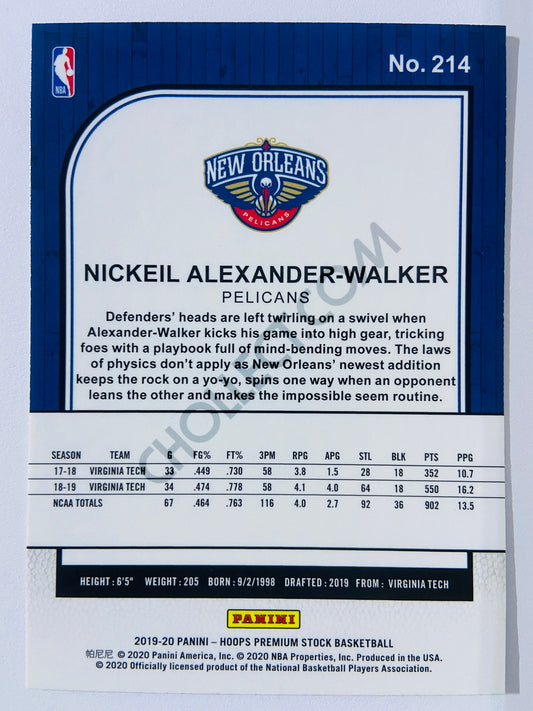 No. 214
NBA
NEW ORLEANS
PELICANS
NICKEIL ALEXANDER-WALKER
PELICANS
Defenders' heads are left twirling on a swivel when
Alexander-Walker kicks his game into high gear, tricking
foes with a playbook full of mind-bending moves. The laws
of physics don't apply as New Orleans' newest addition
keeps the rock on a yo-yo, spins one way when an opponent
leans the other and makes the impossible seem routine.
CHOLLECT.COM
SEASON TEAM G FG% FT% 3PM RPG APG STL BLK PTS PPG
17-18 VIRGINIA TECH 33 .449 .730 58 3.8 1.5 28 18 352 10.7
18-19 VIRGINIA TECH 34 .474 .778 58 4.1 4.0 64 18 550 16.2
NCAA TOTALS 67 .464 .763 116 4.0 2.7 92 36 902 13.5
HEIGHT: 6'5" WEIGHT: 205 BORN: 9/2/1998 DRAFTED: 2019 FROM: VIRGINIA TECH
PANINI
2019-20 PANINI – HOOPS PREMIUM STOCK BASKETBALL
帕尼尼 © 2020 Panini America, Inc. © 2020 NBA Properties, Inc. Produced in the USA.
© 2020 Officially licensed product of the National Basketball Players Association.